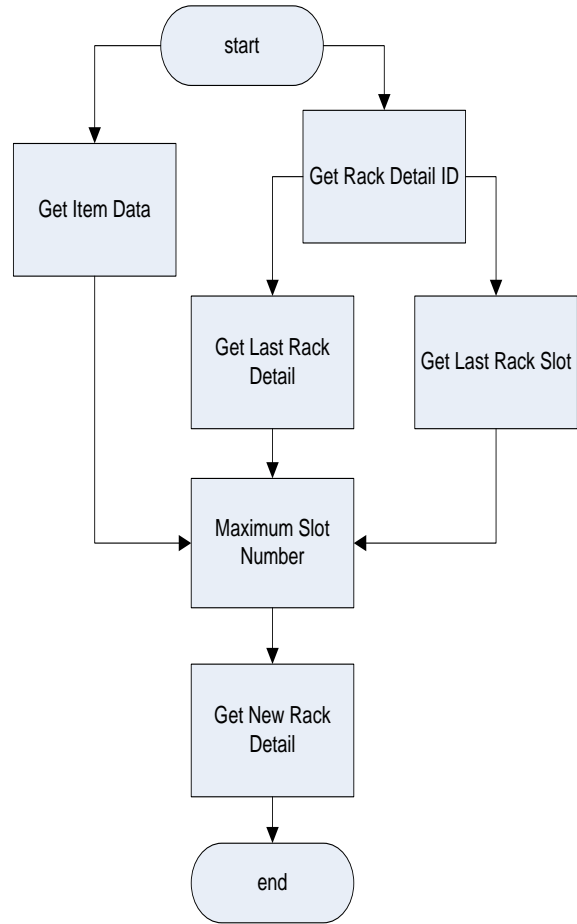 start
Get Item Data
Get Rack Detail ID
Get Last Rack
Detail
Get Last Rack Slot
Maximum Slot
Number
Get New Rack
Detail
end